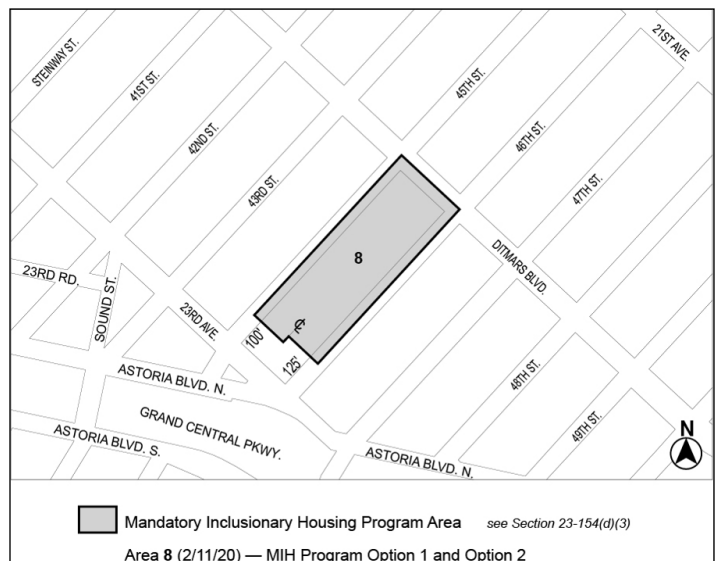 21ST AVE.
STEINWAY ST.
41ST ST.
45TH ST.
42ND ST.
46TH ST.
43RD ST.
47TH ST.
8
DITMARS BLVD.
23RD RD.
SOUND ST.
23RD AVE.
100'
℄
125'
ASTORIA BLVD. N.
48TH ST.
GRAND CENTRAL PKWY.
49TH ST.
N
ASTORIA BLVD. S.
ASTORIA BLVD. N.
Mandatory Inclusionary Housing Program Area see Section 23-154(d)(3)
Area 8 (2/11/20) — MIH Program Option 1 and Option 2